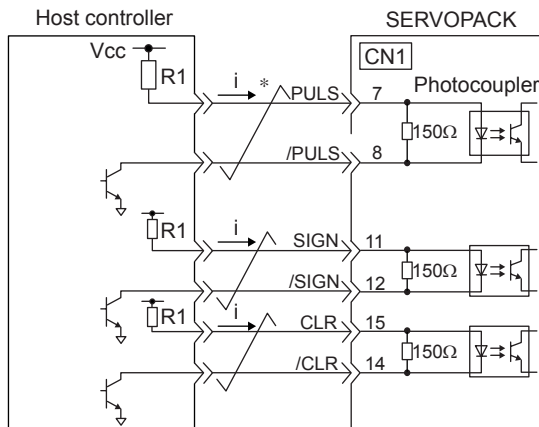 Host controller
SERVOPACK
Vcc
CN1
R1
i
*
PULS
7
Photocoupler
150Ω
/PULS
8
R1
i
SIGN
11
150Ω
/SIGN
12
R1
i
CLR
15
150Ω
/CLR
14